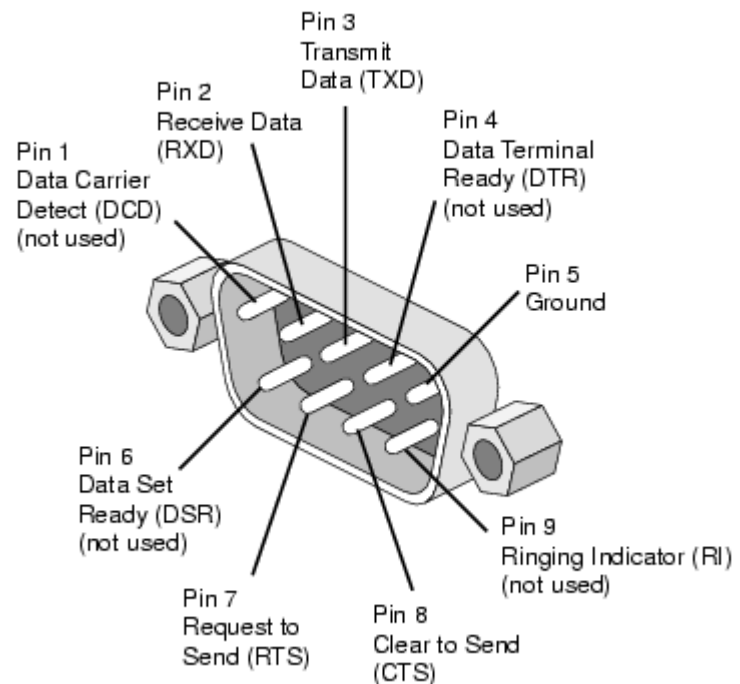 Pin 1
Data Carrier
Detect (DCD)
(not used)
Pin 2
Receive Data
(RXD)
Pin 3
Transmit
Data (TXD)
Pin 4
Data Terminal
Ready (DTR)
(not used)
Pin 5
Ground
Pin 6
Data Set
Ready (DSR)
(not used)
Pin 7
Request to
Send (RTS)
Pin 8
Clear to Send
(CTS)
Pin 9
Ringing Indicator (RI)
(not used)